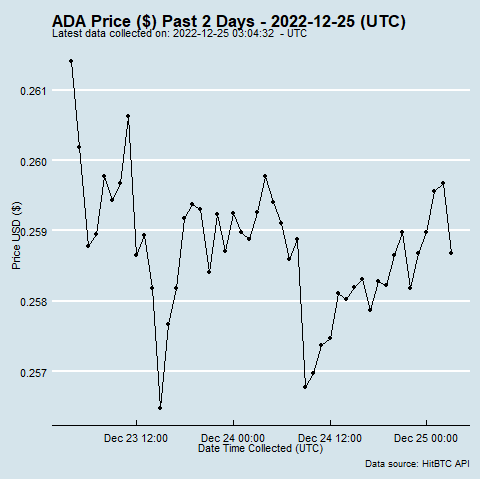 ADA Price ($) Past 2 Days - 2022-12-25 (UTC)
Latest data collected on: 2022-12-25 03:04:32  - UTC
0.261
0.260
0.259
0.258
0.257
Price USD ($)
Dec 23 12:00
Dec 24 00:00
Dec 24 12:00
Dec 25 00:00
Date Time Collected (UTC)
Data source: HitBTC API